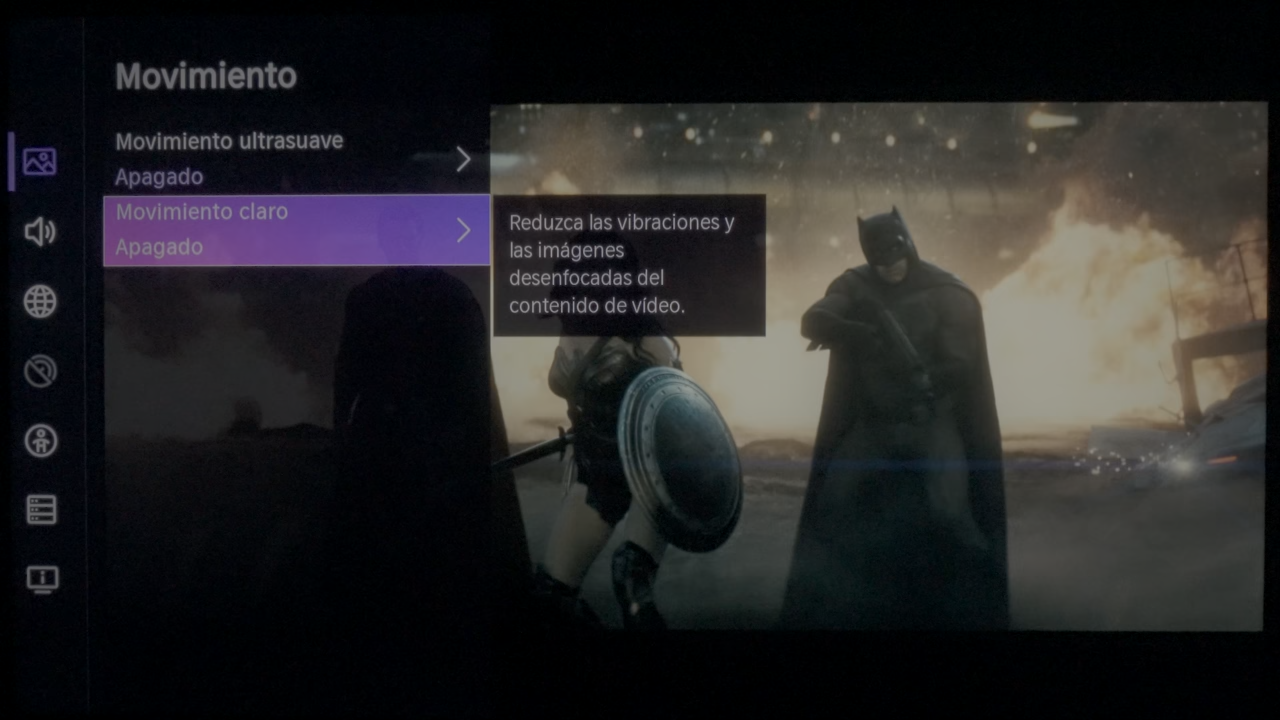 Movimiento
Movimiento ultrasuave
Apagado
Movimiento claro
Apagado
Reduzca las vibraciones y
las imágenes
desenfocadas del
contenido de vídeo.